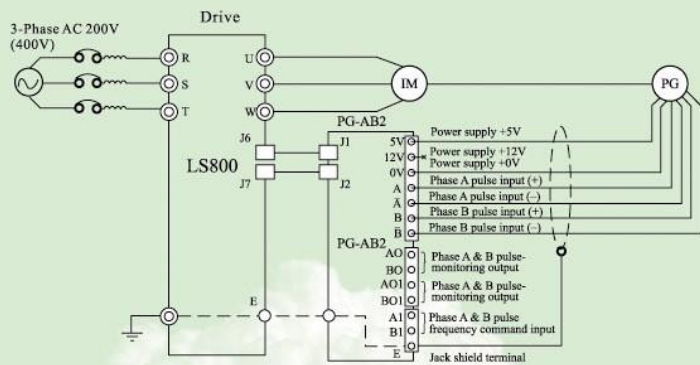 Drive
3-Phase AC 200V
(400V)
R
S
T
U
V
W
IM
PG
PG-AB2
J6
J1
LS800
J7
J2
5V
Power supply +5V
12V
Power supply +12V
0V
Power supply +0V
A
Phase A pulse input (+)
A̅
Phase A pulse input (−)
B
Phase B pulse input (+)
B̅
Phase B pulse input (−)
PG-AB2
AO
BO
Phase A & B pulse-
monitoring output
AO1
BO1
Phase A & B pulse-
monitoring output
A1
B1
Phase A & B pulse
frequency command input
E
E
Jack shield terminal